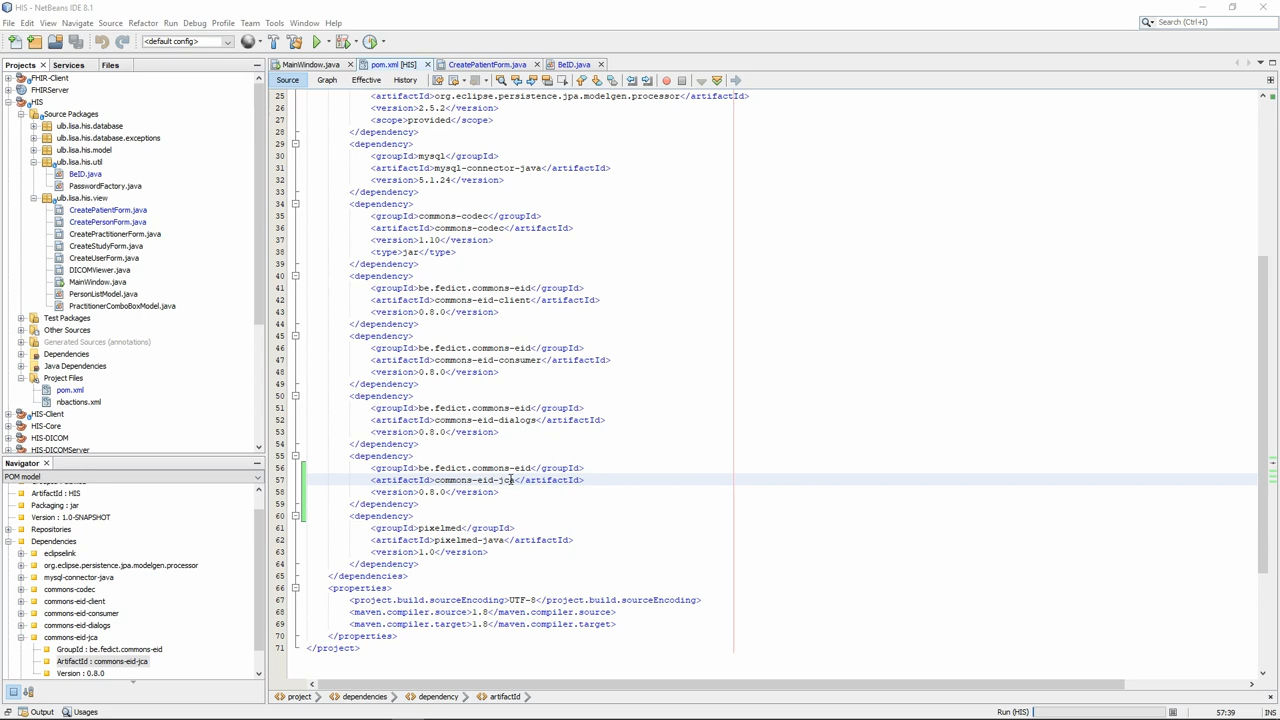 HIS - NetBeans IDE 8.1
File Edit View Navigate Source Refactor Run Debug Profile Team Tools Window Help
Search (Ctrl+I)
<default config>
Projects Services Files
FHIR-Client
FHIRServer
HIS
Source Packages
ulb.lisa.his.database
ulb.lisa.his.database.exceptions
ulb.lisa.his.model
ulb.lisa.his.util
BeID.java
PasswordFactory.java
ulb.lisa.his.view
CreatePatientForm.java
CreatePersonForm.java
CreatePractitionerForm.java
CreateStudyForm.java
CreateUserForm.java
DICOMViewer.java
MainWindow.java
PersonListModel.java
PractitionerComboBoxModel.java
Test Packages
Other Sources
Generated Sources (annotations)
Dependencies
Java Dependencies
Project Files
pom.xml
nbactions.xml
HIS-Client
HIS-Core
HIS-DICOM
HIS-DICOMServer
Navigator
POM model
ArtifactId : HIS
Packaging : jar
Version : 1.0-SNAPSHOT
Repositories
Dependencies
eclipselink
org.eclipse.persistence.jpa.modelgen.processor
mysql-connector-java
commons-codec
commons-eid-client
commons-eid-consumer
commons-eid-dialogs
commons-eid-jca
GroupId : be.fedict.commons-eid
ArtifactId : commons-eid-jca
Version : 0.8.0
MainWindow.java pom.xml [HIS] CreatePatientForm.java BeID.java
Source Graph Effective History
25 <artifactId>org.eclipse.persistence.jpa.modelgen.processor</artifactId>
26 <version>2.5.2</version>
27 <scope>provided</scope>
28 </dependency>
29 <dependency>
30 <groupId>mysql</groupId>
31 <artifactId>mysql-connector-java</artifactId>
32 <version>5.1.24</version>
33 </dependency>
34 <dependency>
35 <groupId>commons-codec</groupId>
36 <artifactId>commons-codec</artifactId>
37 <version>1.10</version>
38 <type>jar</type>
39 </dependency>
40 <dependency>
41 <groupId>be.fedict.commons-eid</groupId>
42 <artifactId>commons-eid-client</artifactId>
43 <version>0.8.0</version>
44 </dependency>
45 <dependency>
46 <groupId>be.fedict.commons-eid</groupId>
47 <artifactId>commons-eid-consumer</artifactId>
48 <version>0.8.0</version>
49 </dependency>
50 <dependency>
51 <groupId>be.fedict.commons-eid</groupId>
52 <artifactId>commons-eid-dialogs</artifactId>
53 <version>0.8.0</version>
54 </dependency>
55 <dependency>
56 <groupId>be.fedict.commons-eid</groupId>
57 <artifactId>commons-eid-jca</artifactId>
58 <version>0.8.0</version>
59 </dependency>
60 <dependency>
61 <groupId>pixelmed</groupId>
62 <artifactId>pixelmed-java</artifactId>
63 <version>1.0</version>
64 </dependency>
65 </dependencies>
66 <properties>
67 <project.build.sourceEncoding>UTF-8</project.build.sourceEncoding>
68 <maven.compiler.source>1.8</maven.compiler.source>
69 <maven.compiler.target>1.8</maven.compiler.target>
70 </properties>
71 </project>
project dependencies dependency artifactId
Output Usages Run (HIS) 57:39 INS